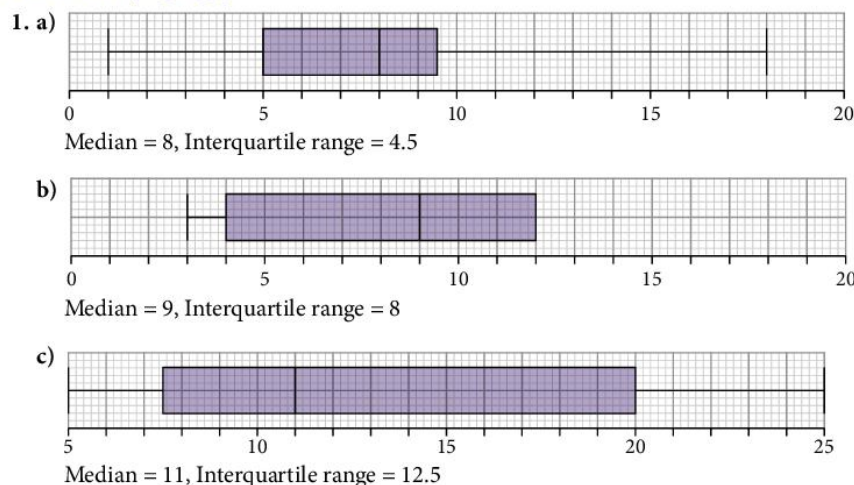 1. a)
0 5 10 15 20
Median = 8, Interquartile range = 4.5
b)
0 5 10 15 20
Median = 9, Interquartile range = 8
c)
5 10 15 20 25
Median = 11, Interquartile range = 12.5